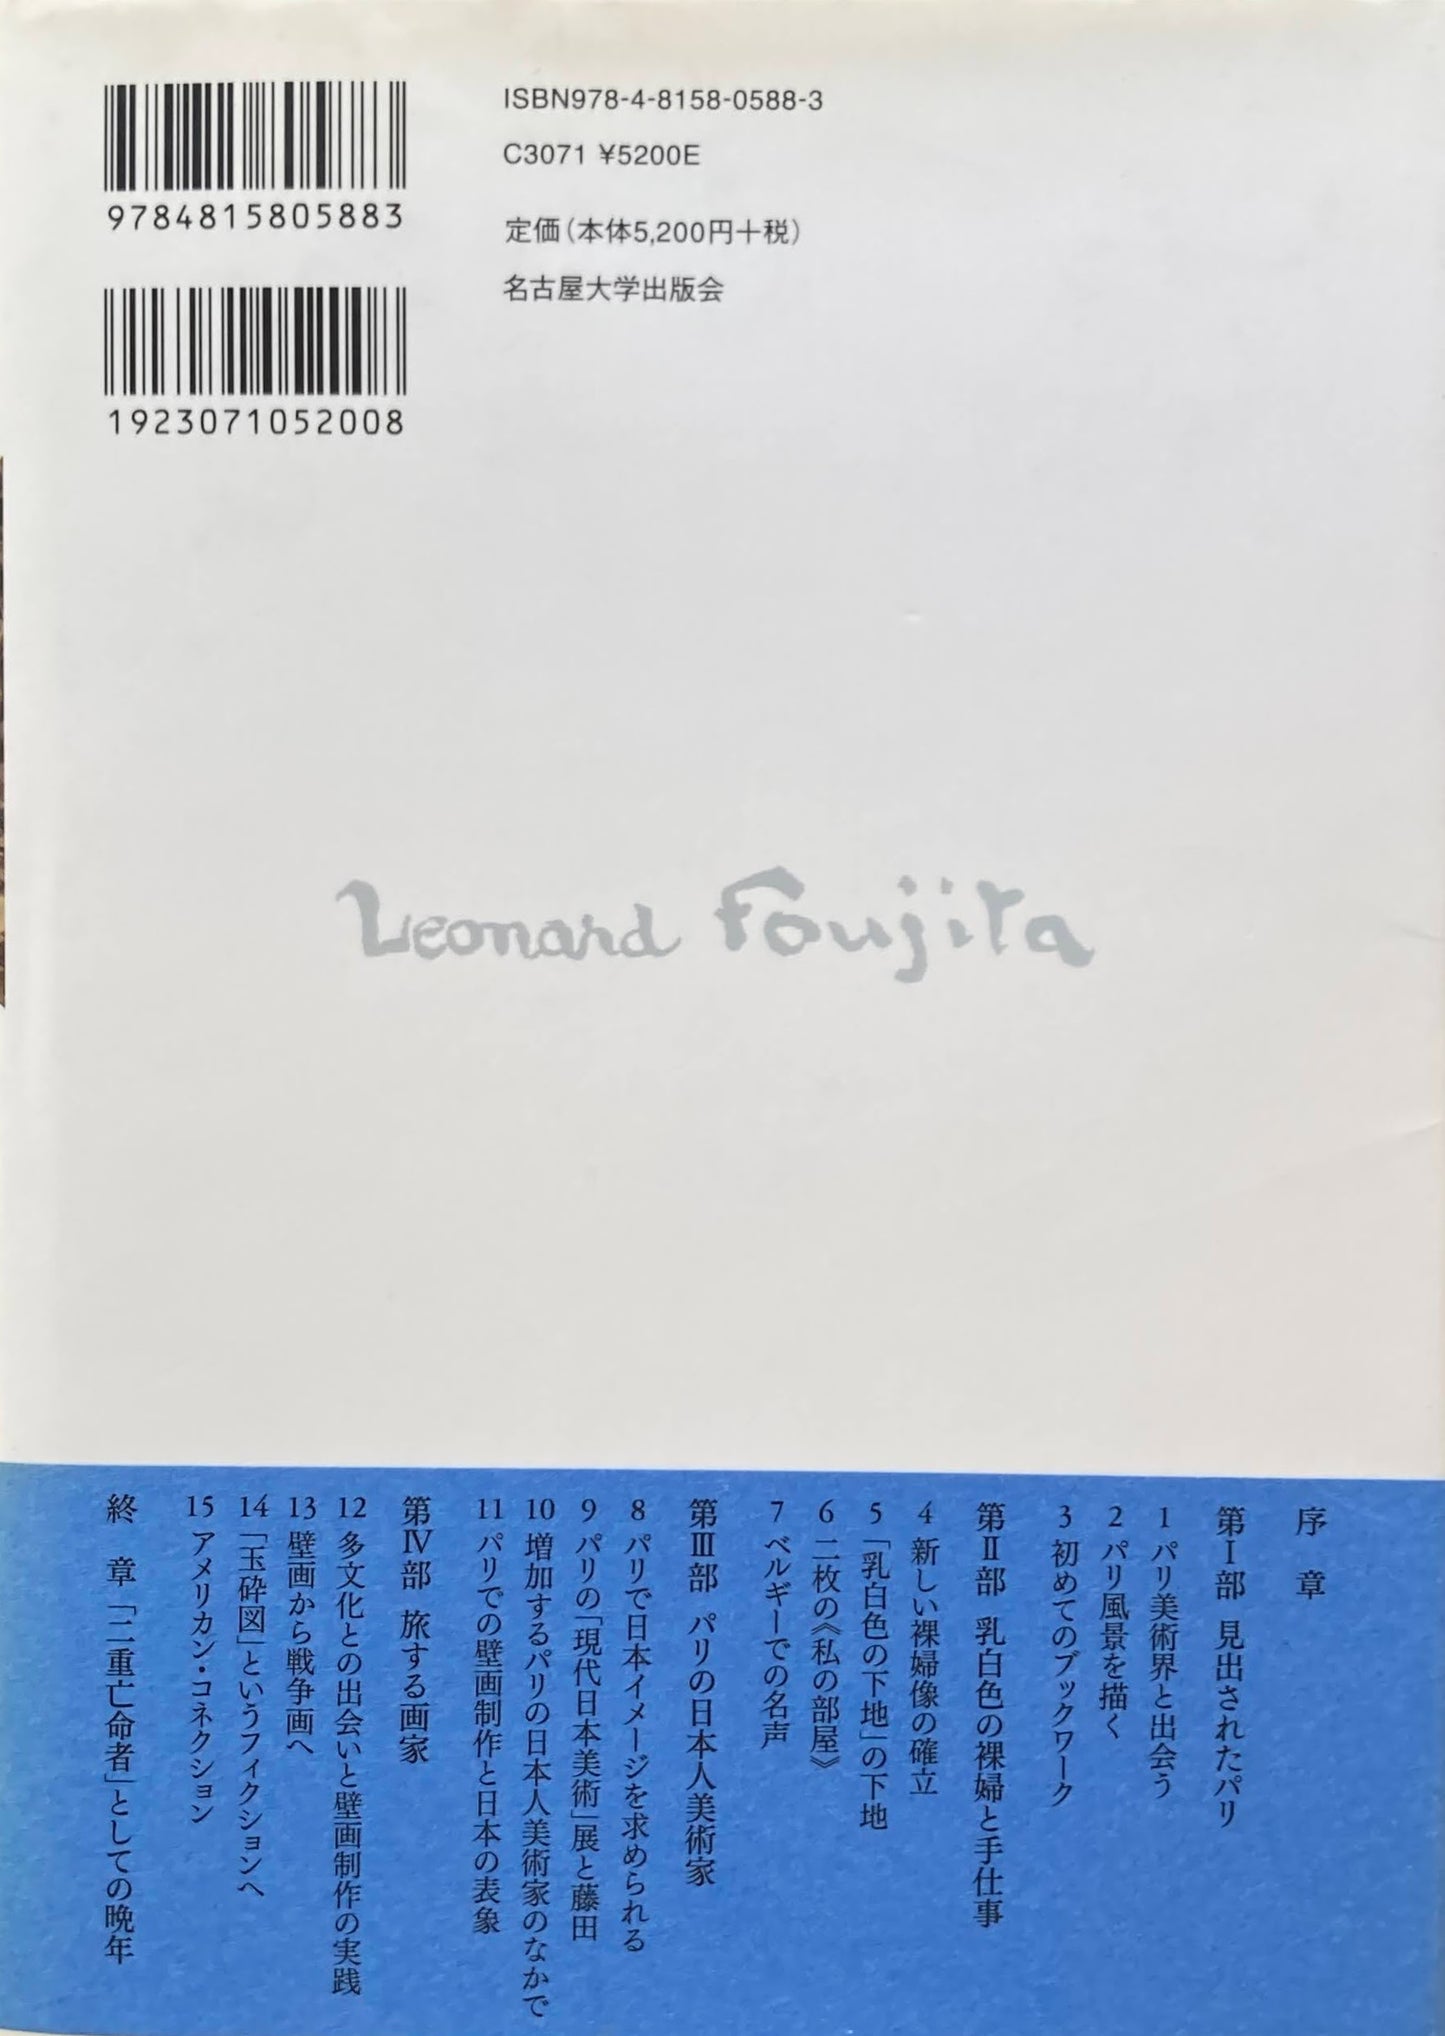 9784815805883
1923071052008
ISBN978-4-8158-0588-3
C3071 ¥5200E
定価（本体5,200円＋税）
名古屋大学出版会
Leonard Foujita
序　章
第Ⅰ部　見出されたパリ
1　パリ美術界と出会う
2　パリ風景を描く
3　初めてのブックワーク
第Ⅱ部　乳白色の裸婦と手仕事
4　新しい裸婦像の確立
5　「乳白色の下地」の下地
6　二枚の《私の部屋》
7　ベルギーでの名声
第Ⅲ部　パリの日本人美術家
8　パリで日本イメージを求められる
9　パリの「現代日本美術」展と藤田
10　増加するパリの日本人美術家のなかで
11　パリでの壁画制作と日本の表象
第Ⅳ部　旅する画家
12　多文化との出会いと壁画制作の実践
13　壁画から戦争画へ
14　「玉砕図」というフィクションへ
15　アメリカン・コネクション
終　章　「二重亡命者」としての晩年